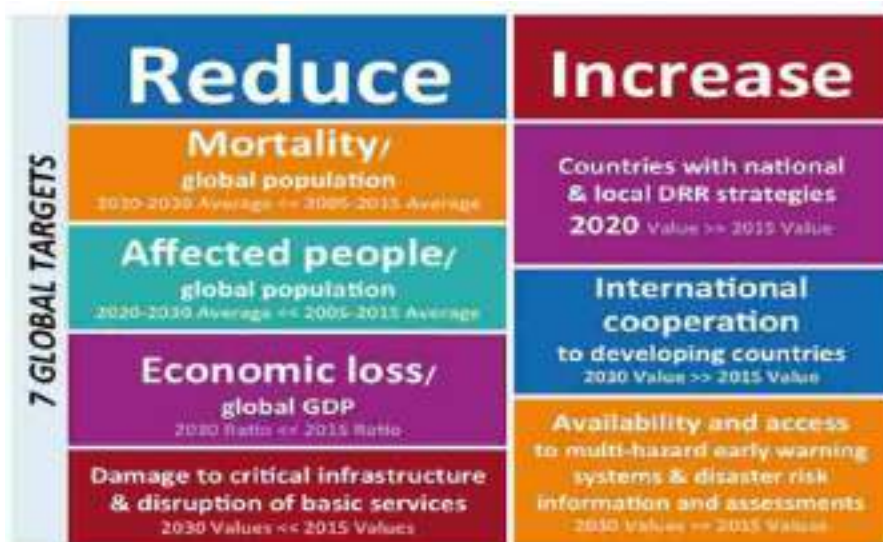 7 GLOBAL TARGETS
Reduce
Mortality/
global population
2020-2030 Average << 2005-2015 Average
Affected people/
global population
2020-2030 Average << 2005-2015 Average
Economic loss/
global GDP
2030 Ratio << 2015 Ratio
Damage to critical infrastructure
& disruption of basic services
2030 Values << 2015 Values
Increase
Countries with national
& local DRR strategies
2020 Value >> 2015 Value
International
cooperation
to developing countries
2030 Value >> 2015 Value
Availability and access
to multi-hazard early warning
systems & disaster risk
information and assessments
2030 Values >> 2015 Values